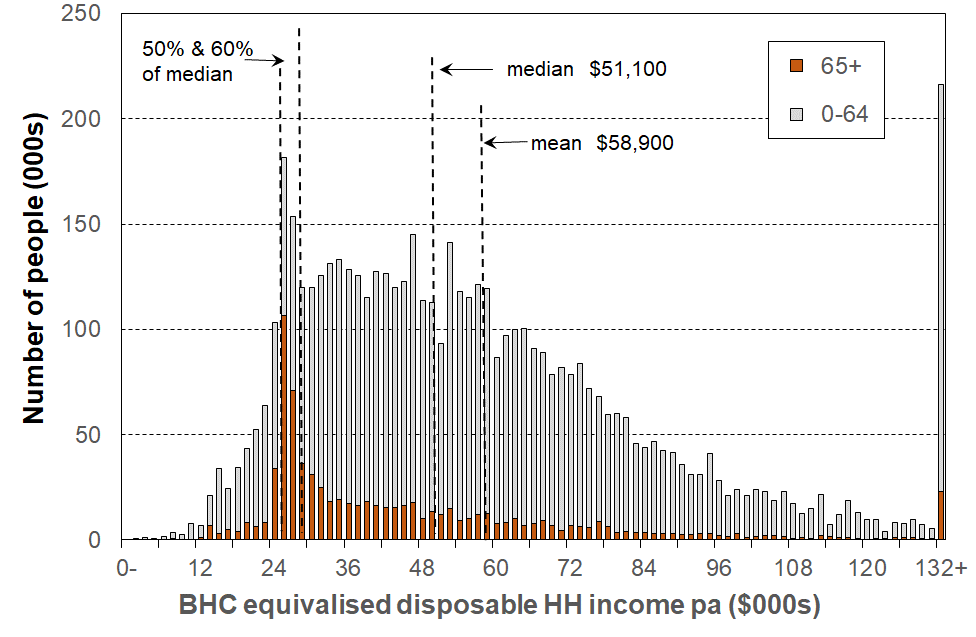 250
200
150
100
50
0
Number of people (000s)
50% & 60%
of median
median $51,100
mean $58,900
65+
0-64
0- 12 24 36 48 60 72 84 96 108 120 132+
BHC equivalised disposable HH income pa ($000s)